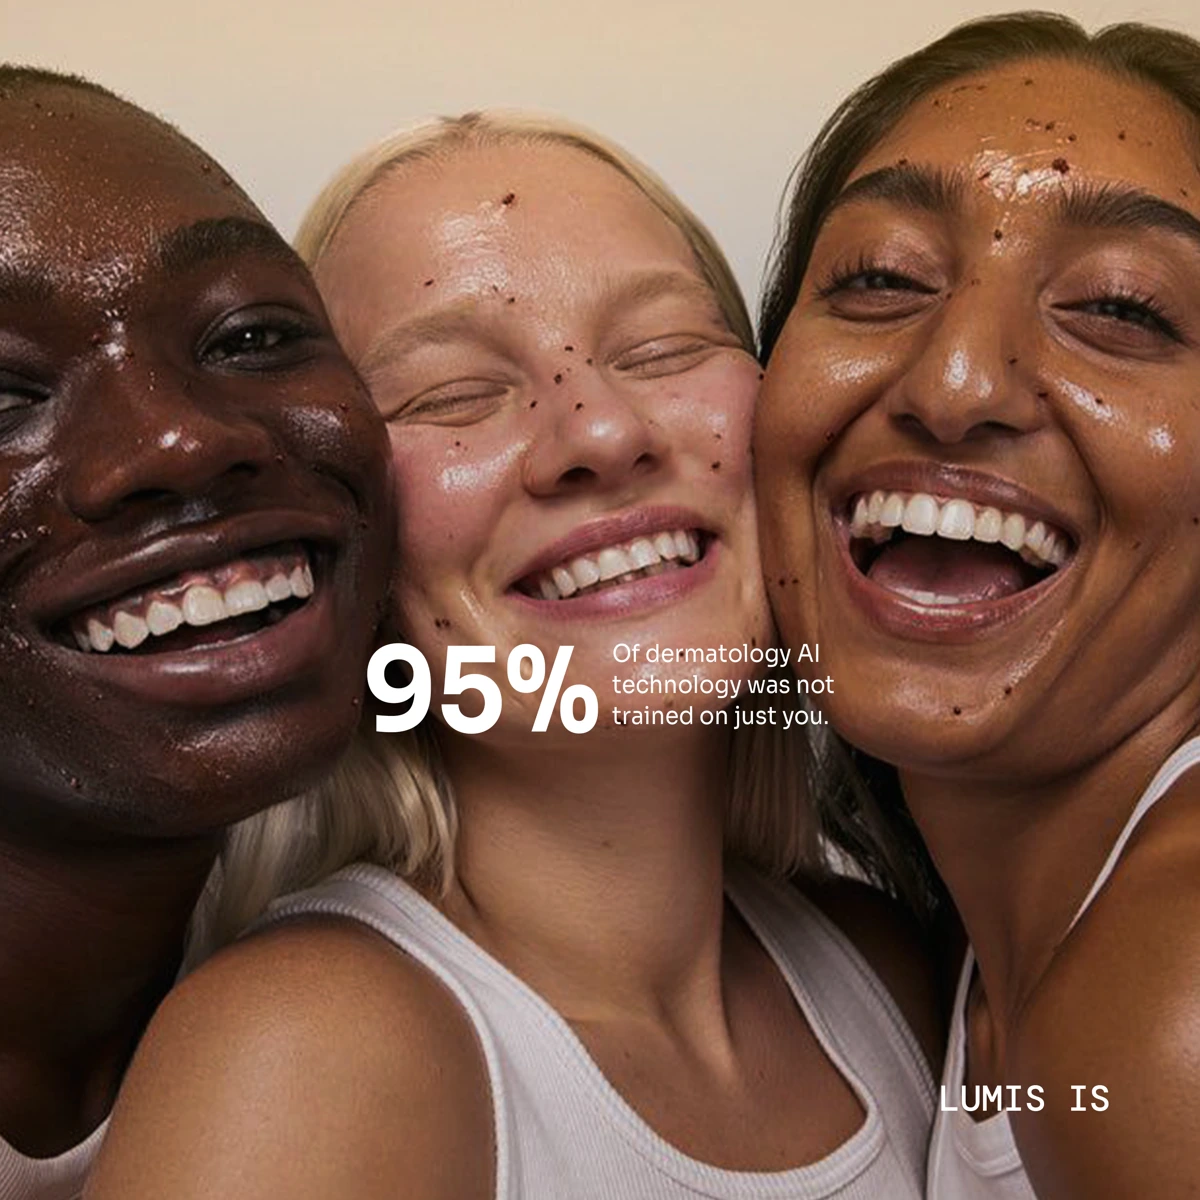 95%
Of dermatology AI
technology was not
trained on just you.
LUMIS IS